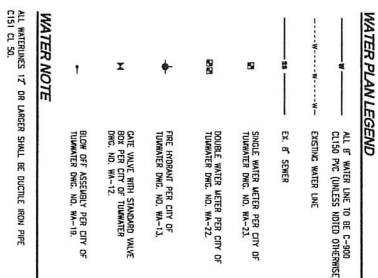 WATER PLAN LEGEND
W
ALL 8" WATER LINE TO BE C-900
CL150 PVC (UNLESS NOTED OTHERWISE
W W
EXISTING WATER LINE
SS
EX. 8" SEWER
SINGLE WATER METER PER CITY OF
TUMWATER DWG. NO. WA-23.
DOUBLE WATER METER PER CITY OF
TUMWATER DWG. NO. WA-22.
FIRE HYDRANT PER CITY OF
TUMWATER DWG. NO. WA-13.
GATE VALVE WITH STANDARD VALVE
BOX PER CITY OF TUMWATER
DWG. NO. WA-12.
BLOW OFF ASSEMBLY PER CITY OF
TUMWATER DWG. NO. WA-19.
WATER NOTE
ALL WATERLINES 12" OR LARGER SHALL BE DUCTILE IRON PIPE
C151 CL 50.